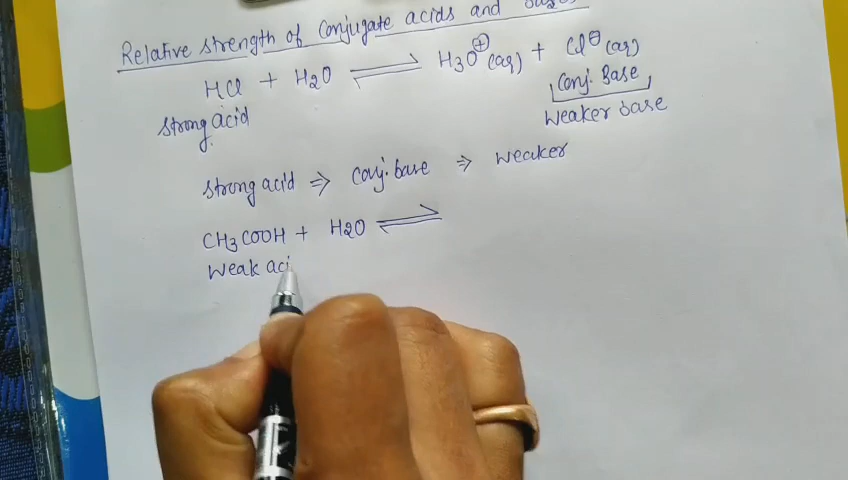 Relative strength of conjugate acids and
HCl + H2O ⇌ H3O⊕(aq) + Cl⊖(aq)
strong acid
Conj. Base
Weaker base
strong acid ⇒ Conj. base ⇒ Weaker
CH3COOH + H2O ⇌
Weak aci